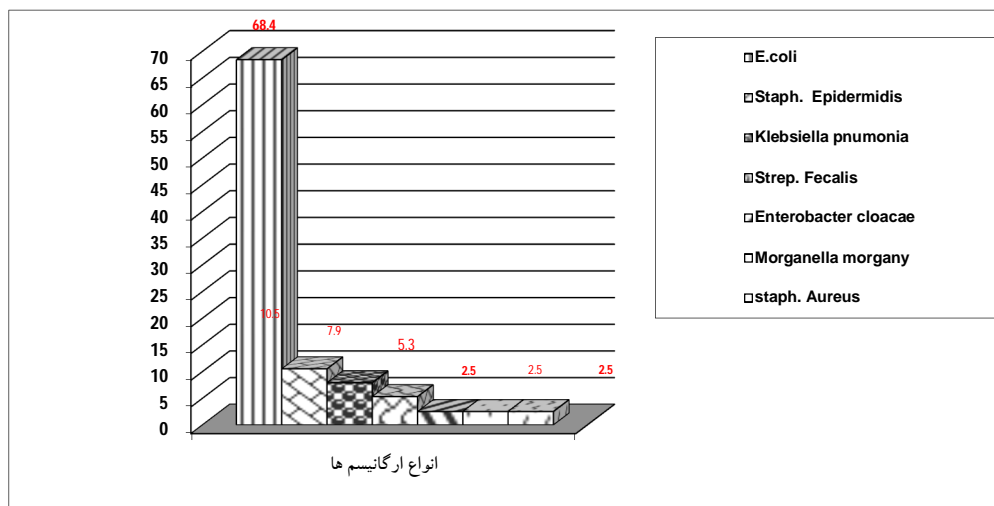 68.4
70
65
60
55
50
45
40
35
30
25
20
15
10
5
0
10.5
7.9
5.3
2.5
2.5
2.5
انواع ارگانیسم ها
E.coli
Staph. Epidermidis
Klebsiella pnumonia
Strep. Fecalis
Enterobacter cloacae
Morganella morgany
staph. Aureus